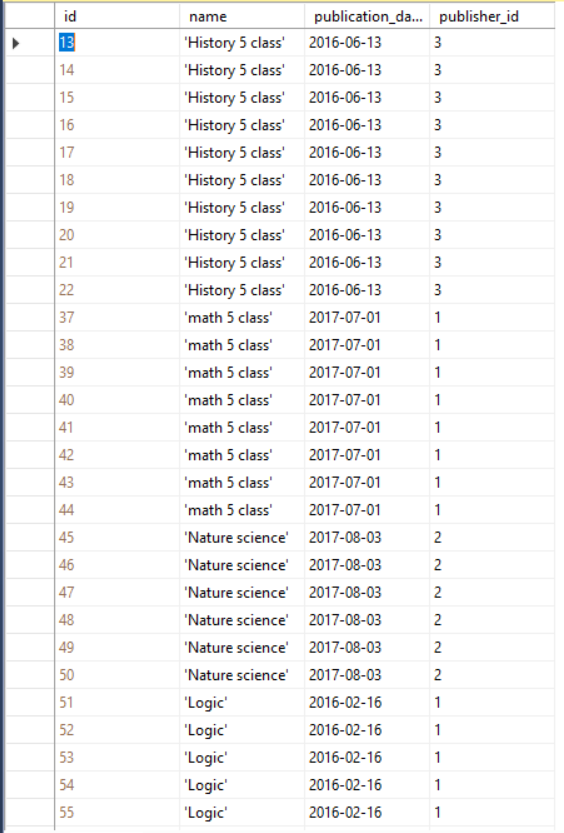 id name publication_da... publisher_id
13 'History 5 class' 2016-06-13 3
14 'History 5 class' 2016-06-13 3
15 'History 5 class' 2016-06-13 3
16 'History 5 class' 2016-06-13 3
17 'History 5 class' 2016-06-13 3
18 'History 5 class' 2016-06-13 3
19 'History 5 class' 2016-06-13 3
20 'History 5 class' 2016-06-13 3
21 'History 5 class' 2016-06-13 3
22 'History 5 class' 2016-06-13 3
37 'math 5 class' 2017-07-01 1
38 'math 5 class' 2017-07-01 1
39 'math 5 class' 2017-07-01 1
40 'math 5 class' 2017-07-01 1
41 'math 5 class' 2017-07-01 1
42 'math 5 class' 2017-07-01 1
43 'math 5 class' 2017-07-01 1
44 'math 5 class' 2017-07-01 1
45 'Nature science' 2017-08-03 2
46 'Nature science' 2017-08-03 2
47 'Nature science' 2017-08-03 2
48 'Nature science' 2017-08-03 2
49 'Nature science' 2017-08-03 2
50 'Nature science' 2017-08-03 2
51 'Logic' 2016-02-16 1
52 'Logic' 2016-02-16 1
53 'Logic' 2016-02-16 1
54 'Logic' 2016-02-16 1
55 'Logic' 2016-02-16 1